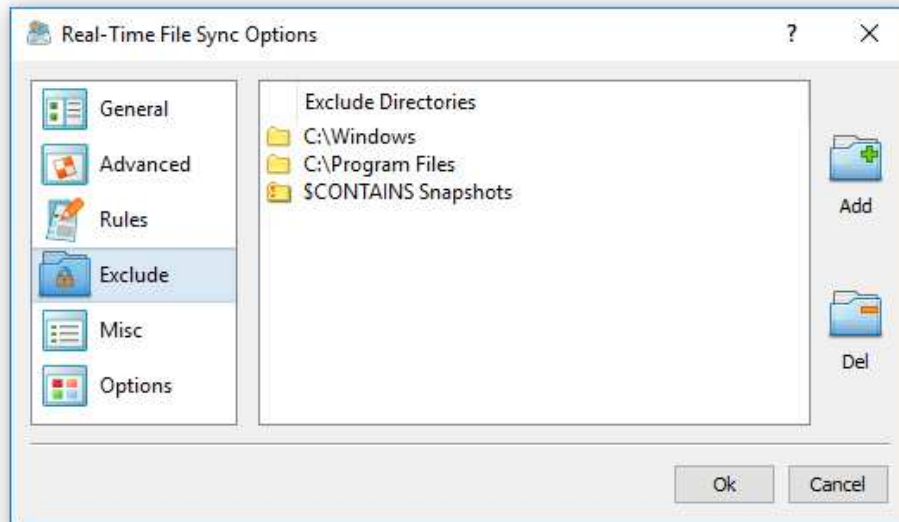 Real-Time File Sync Options
?
General
Advanced
Rules
Exclude
Misc
Options
Exclude Directories
C:\Windows
C:\Program Files
$CONTAINS Snapshots
Add
Del
Ok
Cancel